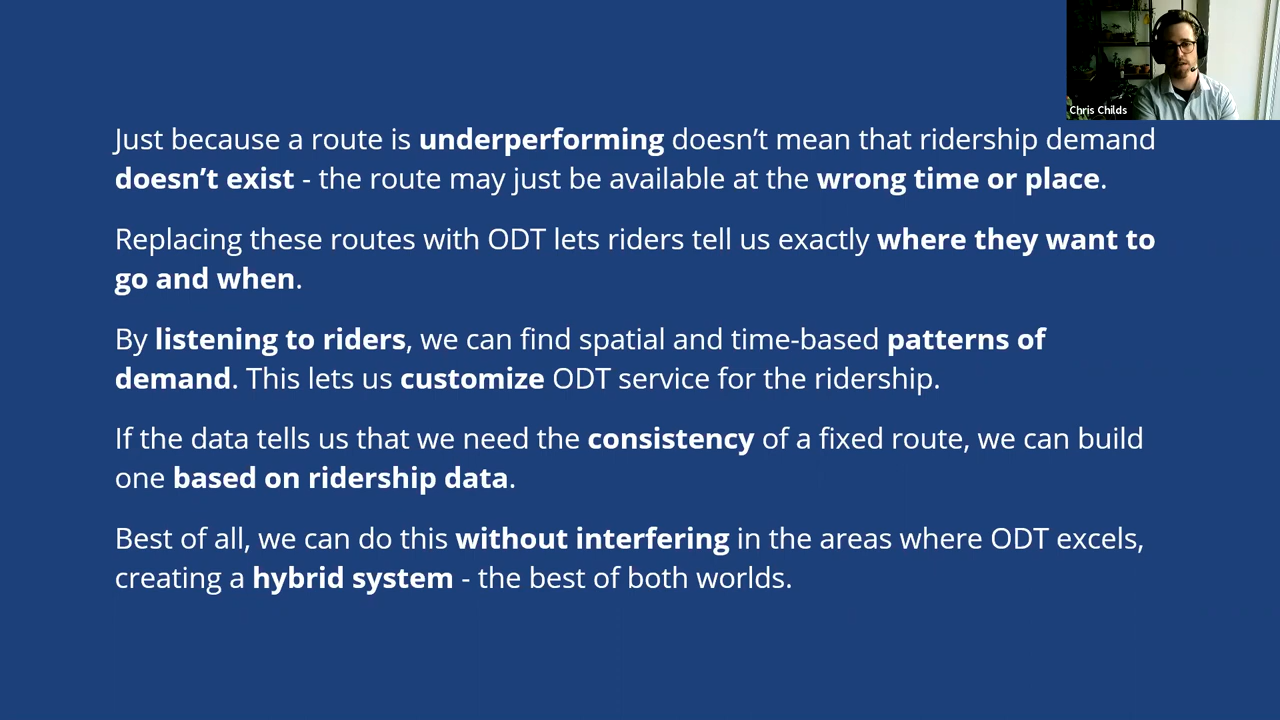 Chris Childs
Just because a route is underperforming doesn’t mean that ridership demand
doesn’t exist - the route may just be available at the wrong time or place.
Replacing these routes with ODT lets riders tell us exactly where they want to
go and when.
By listening to riders, we can find spatial and time-based patterns of
demand. This lets us customize ODT service for the ridership.
If the data tells us that we need the consistency of a fixed route, we can build
one based on ridership data.
Best of all, we can do this without interfering in the areas where ODT excels,
creating a hybrid system - the best of both worlds.